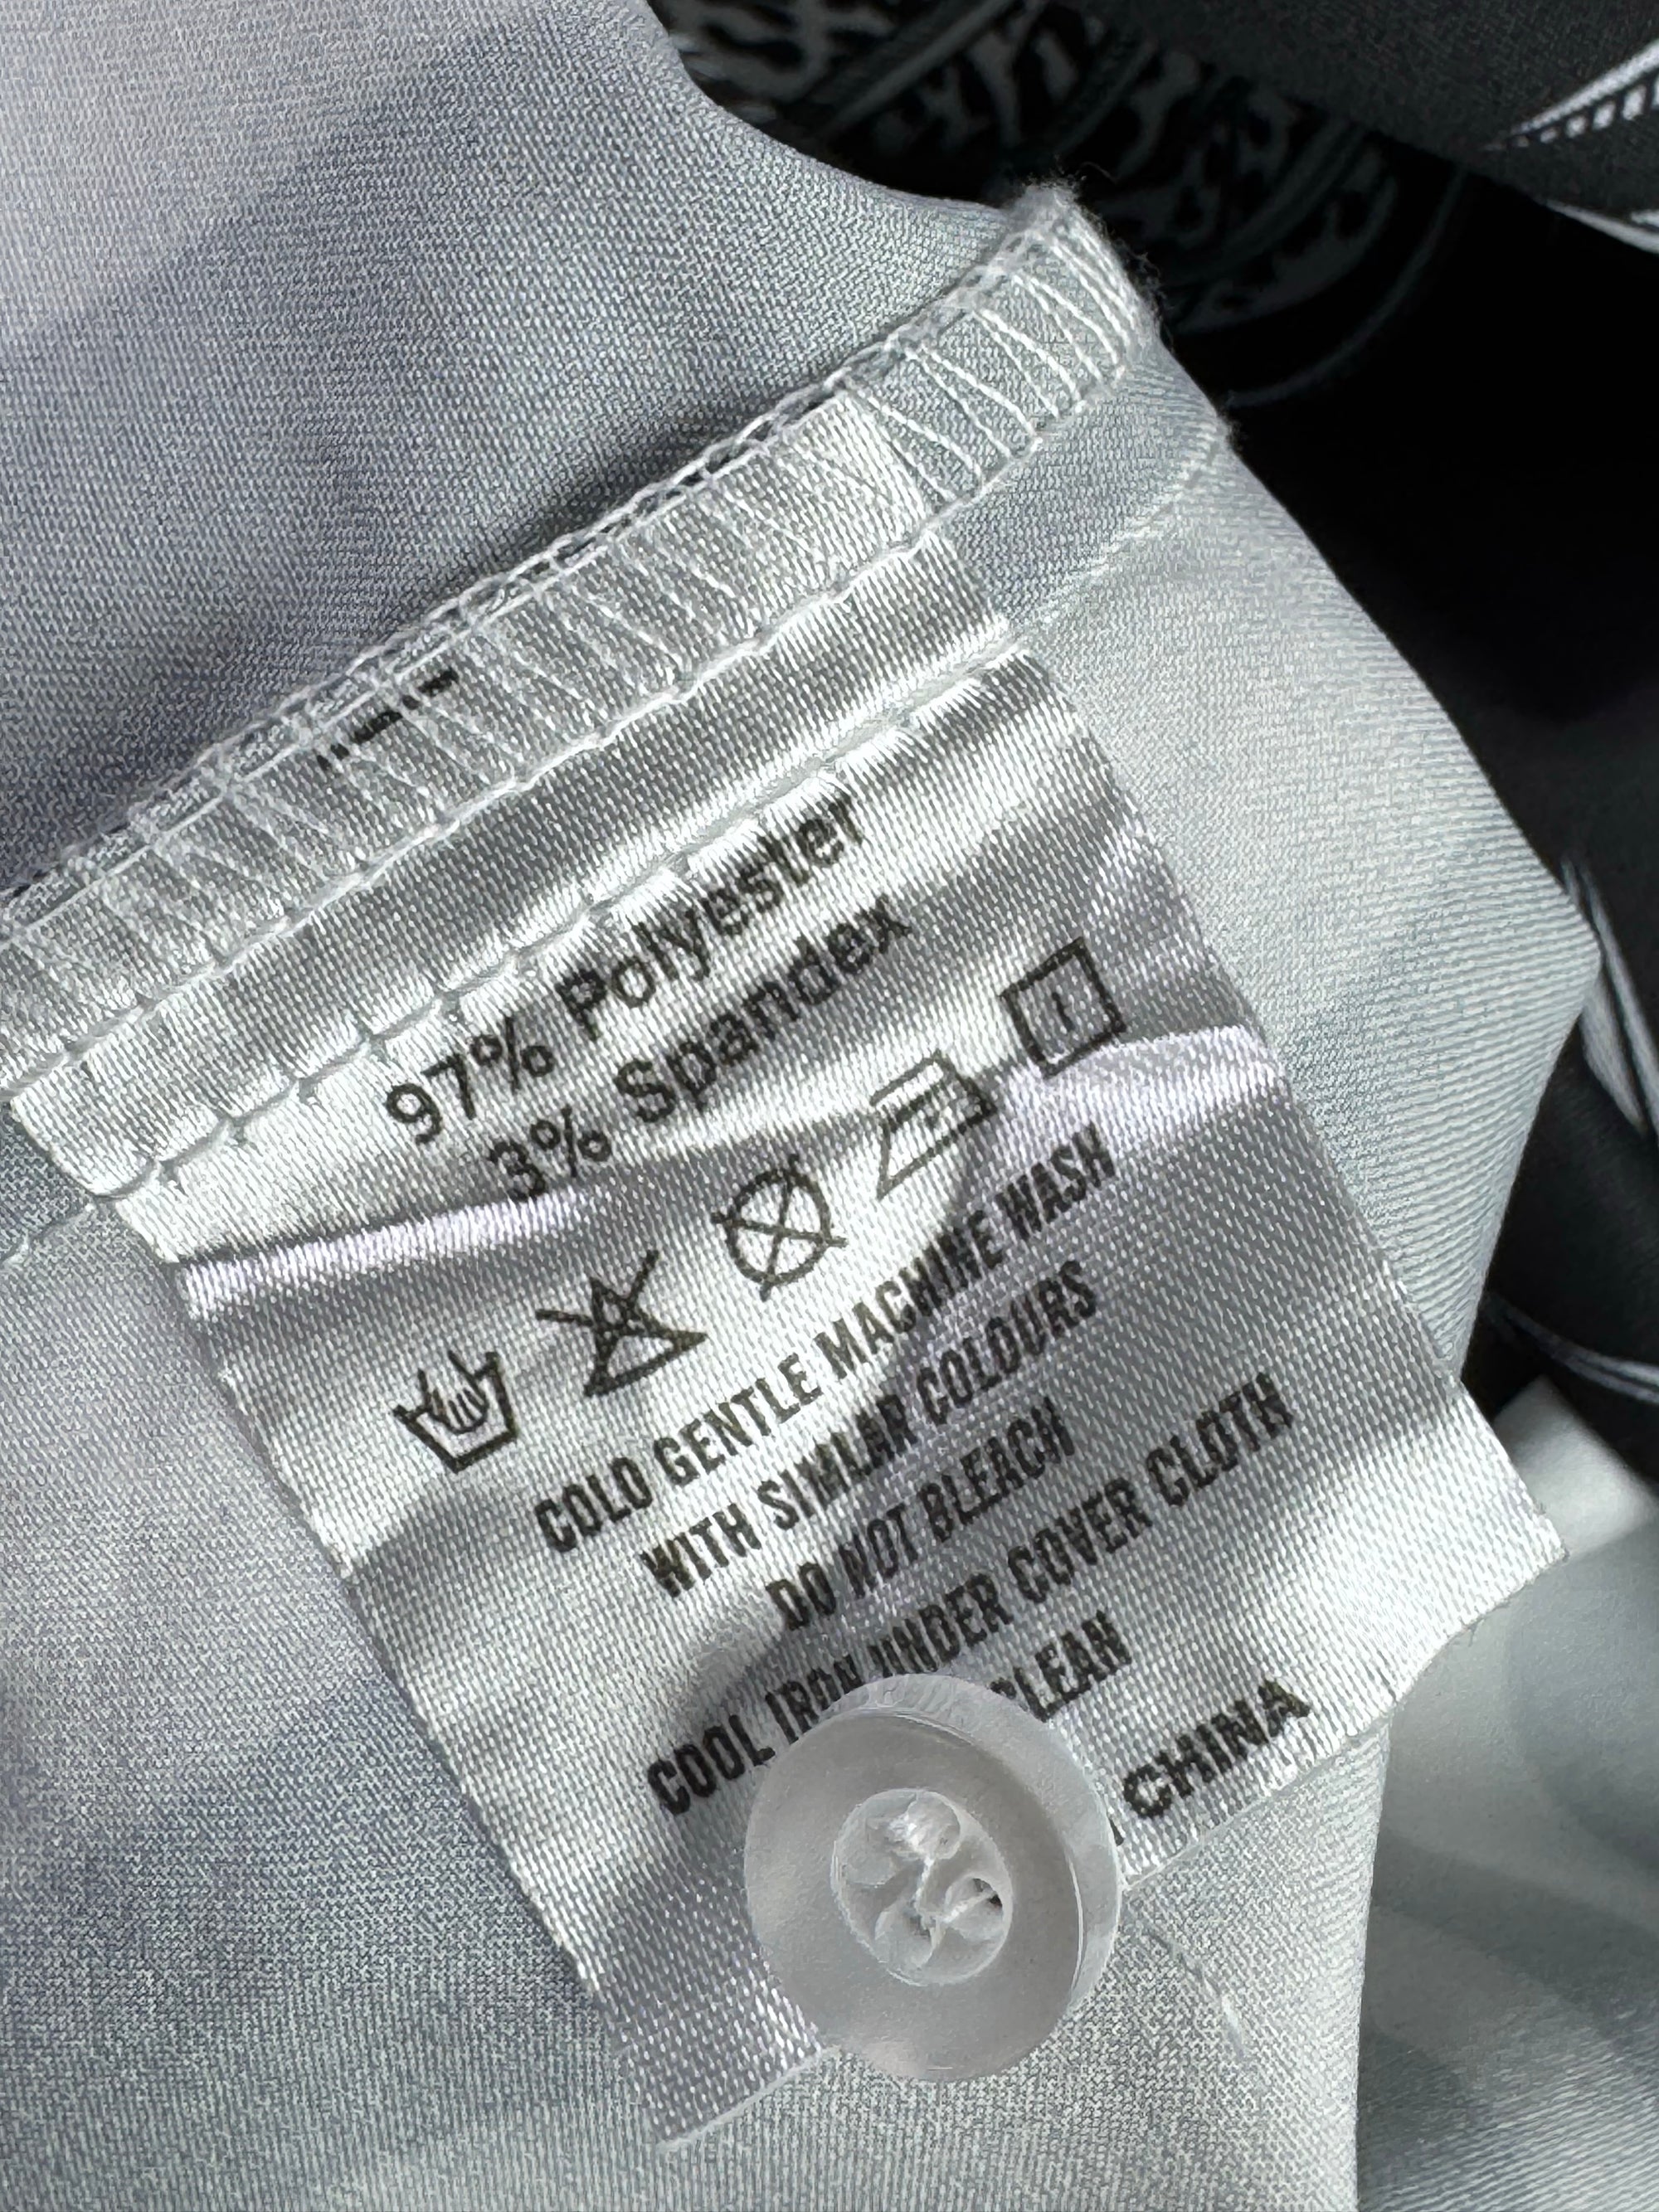 97% Polyester
3% Spandex
COLD GENTLE MACHINE WASH
WITH SIMILAR COLOURS
DO NOT BLEACH
COOL IRON UNDER COVER CLOTH
CLEAN
CHINA